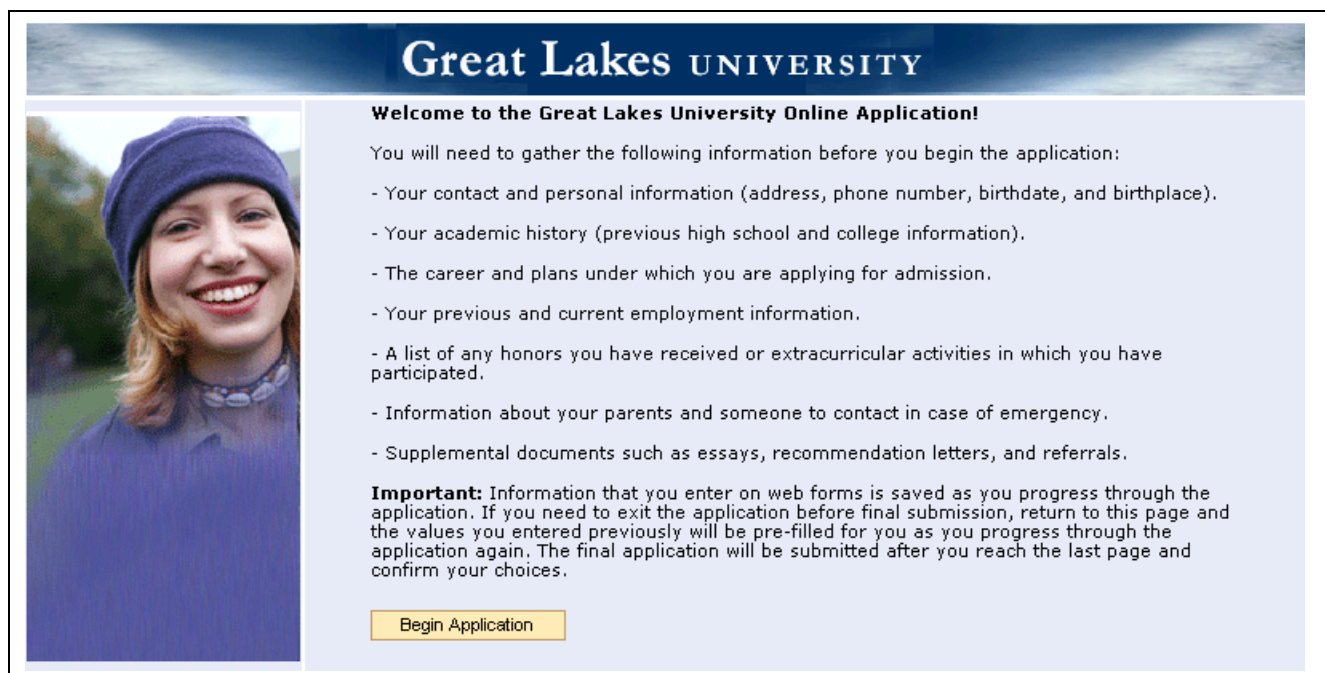 Great Lakes UNIVERSITY
Welcome to the Great Lakes University Online Application!
You will need to gather the following information before you begin the application:
- Your contact and personal information (address, phone number, birthdate, and birthplace).
- Your academic history (previous high school and college information).
- The career and plans under which you are applying for admission.
- Your previous and current employment information.
- A list of any honors you have received or extracurricular activities in which you have
participated.
- Information about your parents and someone to contact in case of emergency.
- Supplemental documents such as essays, recommendation letters, and referrals.
Important: Information that you enter on web forms is saved as you progress through the
application. If you need to exit the application before final submission, return to this page and
the values you entered previously will be pre-filled for you as you progress through the
application again. The final application will be submitted after you reach the last page and
confirm your choices.
Begin Application